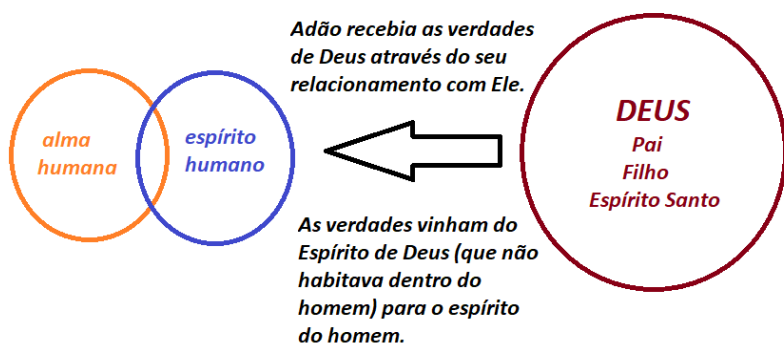 Adão recebia as verdades
de Deus através do seu
relacionamento com Ele.
alma
humana
espírito
humano
DEUS
Pai
Filho
Espírito Santo
As verdades vinham do
Espírito de Deus (que não
habitava dentro do
homem) para o espírito
do homem.